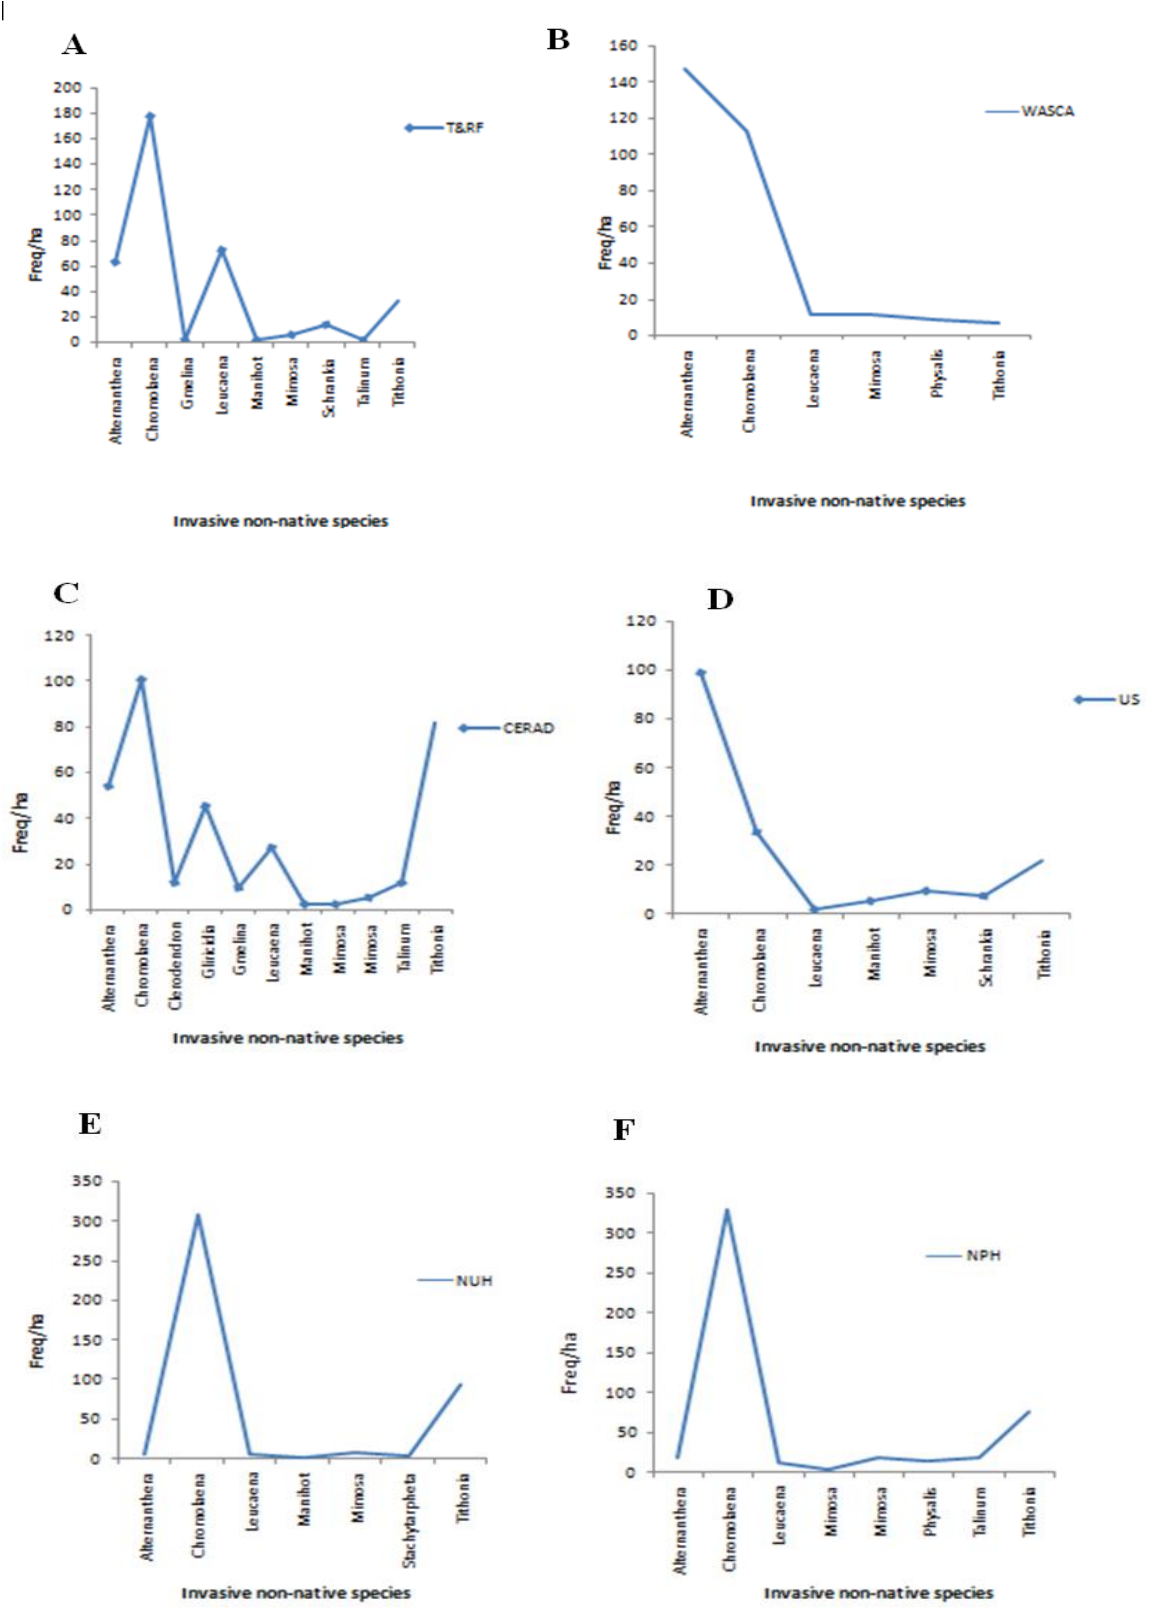 A
200
180
160
140
120
100
80
60
40
20
0
Freq/ha
T&RF
Alternanthera
Chromolaena
Gmelina
Leucaena
Manihot
Mimosa
Schrankia
Talinum
Tithonia
Invasive non-native species
B
160
140
120
100
80
60
40
20
0
Freq/ha
WASCA
Alternanthera
Chromolaena
Leucaena
Mimosa
Physalis
Tithonia
Invasive non-native species
C
120
100
80
60
40
20
0
Freq/ha
CERAD
Alternanthera
Chromolaena
Clerodendron
Gliricidia
Gmelina
Leucaena
Manihot
Mimosa
Mimosa
Talinum
Tithonia
Invasive non-native species
D
120
100
80
60
40
20
0
Freq/ha
US
Alternanthera
Chromolaena
Leucaena
Manihot
Mimosa
Schrankia
Tithonia
Invasive non-native species
E
350
300
250
200
150
100
50
0
Freq/ha
NUH
Alternanthera
Chromolaena
Leucaena
Manihot
Mimosa
Stachytarpheta
Tithonia
Invasive non-native species
F
350
300
250
200
150
100
50
0
Freq/ha
NPH
Alternanthera
Chromolaena
Leucaena
Mimosa
Mimosa
Physalis
Talinum
Tithonia
Invasive non-native species